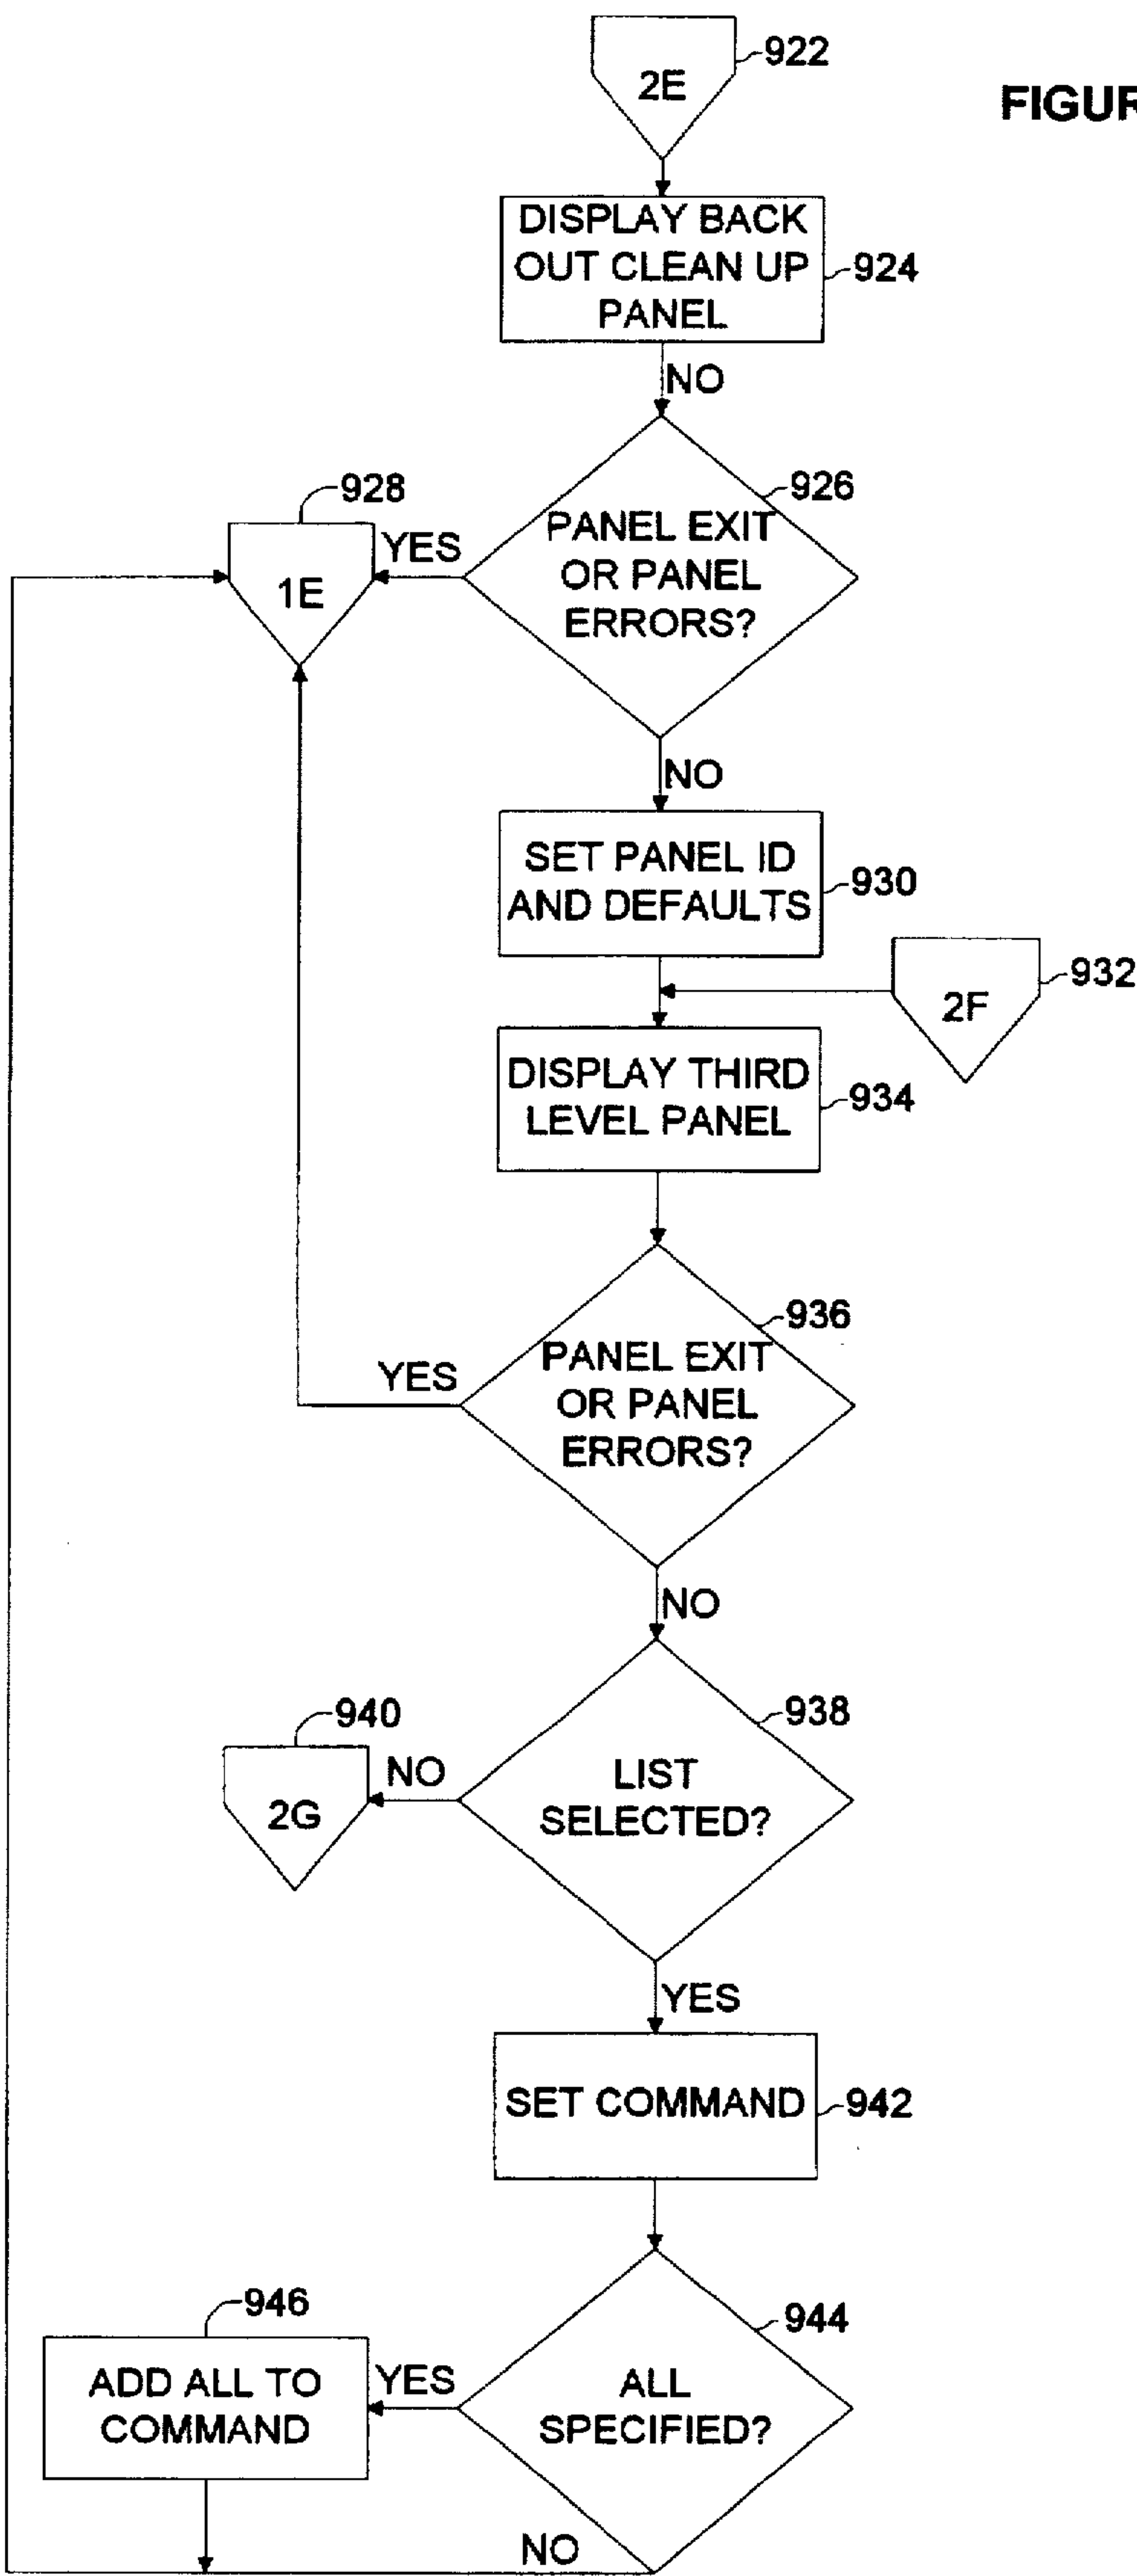 922
2E
FIGUR
DISPLAY BACK
OUT CLEAN UP
PANEL
924
NO
926
928
PANEL EXIT
OR PANEL
ERRORS?
YES
1E
NO
SET PANEL ID
AND DEFAULTS
930
932
2F
DISPLAY THIRD
LEVEL PANEL
934
936
PANEL EXIT
OR PANEL
ERRORS?
YES
NO
938
940
LIST
SELECTED?
NO
2G
YES
SET COMMAND
942
946
944
ADD ALL TO
COMMAND
YES
ALL
SPECIFIED?
NO